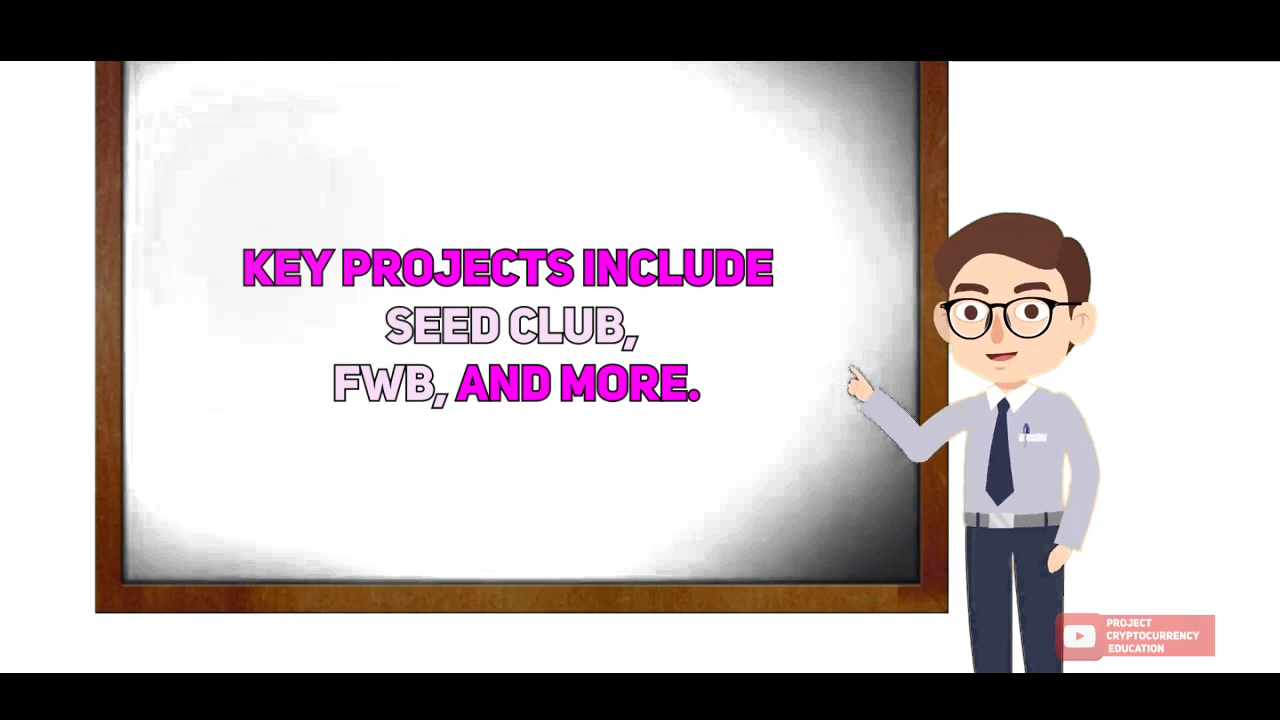 KEY PROJECTS INCLUDE
SEED CLUB,
FWB, AND MORE.
PROJECT
CRYPTOCURRENCY
EDUCATION